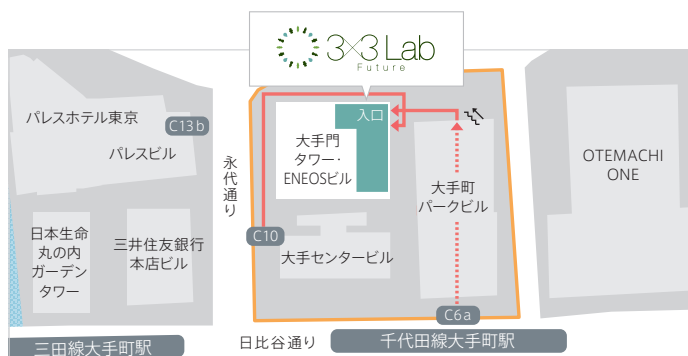 3×3 Lab
Future
パレスホテル東京
C13b
パレスビル
入口
大手門
タワー・
ENEOSビル
永代通り
大手町
パークビル
OTEMACHI
ONE
日本生命
丸の内
ガーデン
タワー
三井住友銀行
本店ビル
C10
大手センタービル
C6a
三田線大手町駅
日比谷通り
千代田線大手町駅